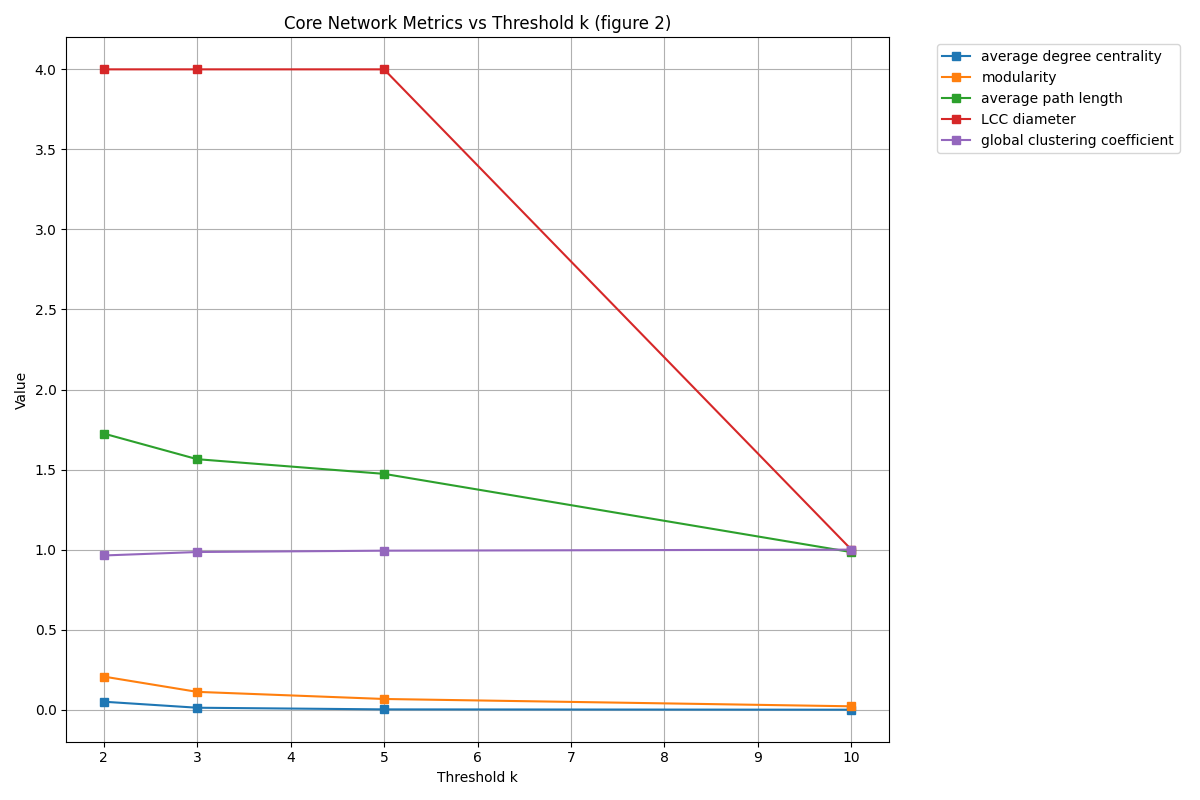 Core Network Metrics vs Threshold k (figure 2)
average degree centrality
modularity
average path length
LCC diameter
global clustering coefficient
4.0
3.5
3.0
2.5
2.0
1.5
1.0
0.5
0.0
Value
2 3 4 5 6 7 8 9 10
Threshold k